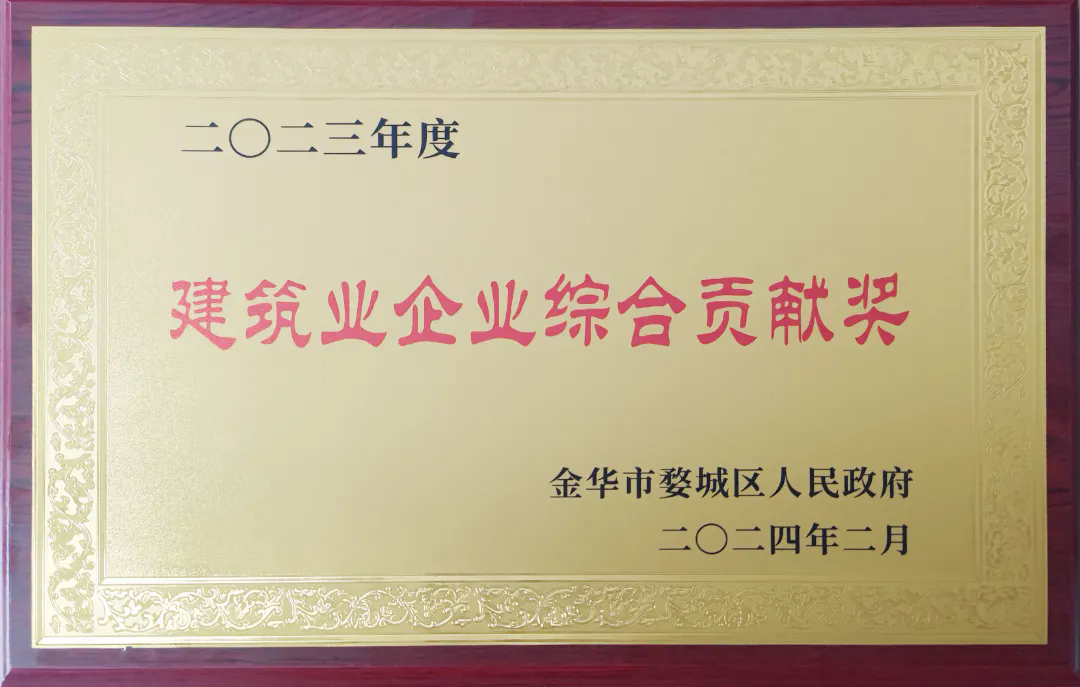 二〇二三年度
建筑业企业综合贡献奖
金华市婺城区人民政府
二〇二四年二月